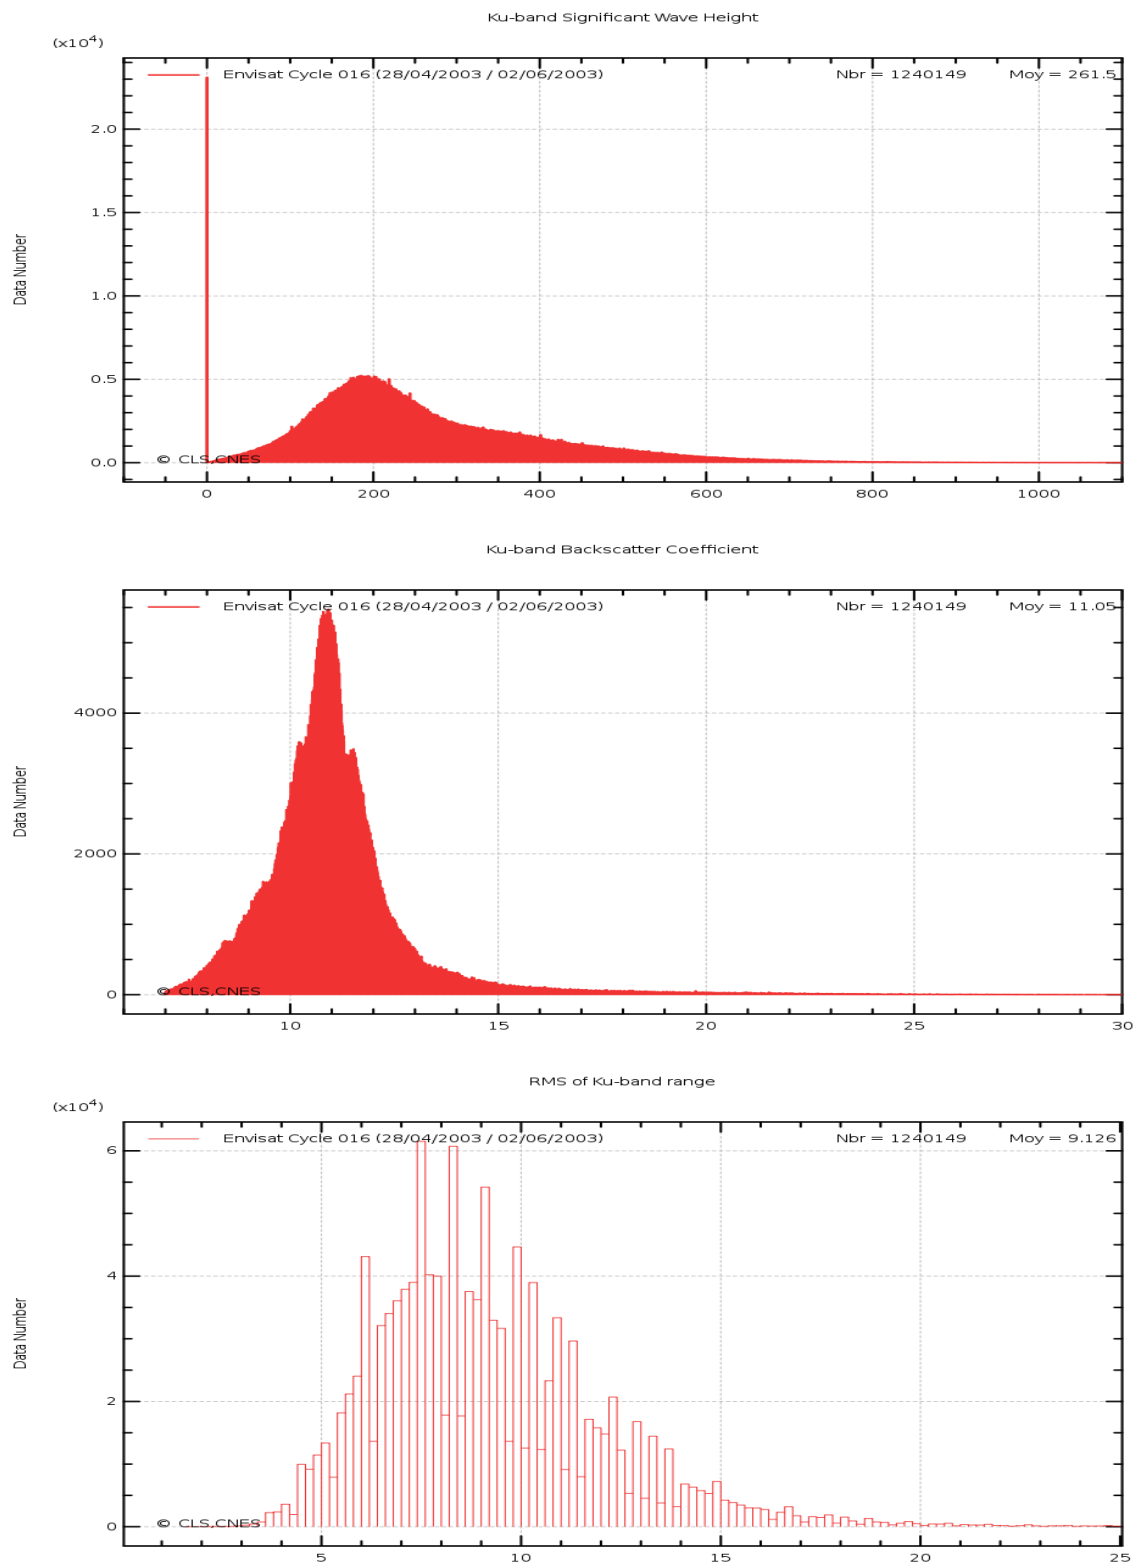 Ku-band Significant Wave Height
(x10⁴)
Envisat Cycle 016 (28/04/2003 / 02/06/2003) Nbr = 1240149 Moy = 261.5
2.0
1.5
1.0
0.5
0.0
Data Number
© CLS,CNES
0 200 400 600 800 1000
Ku-band Backscatter Coefficient
Envisat Cycle 016 (28/04/2003 / 02/06/2003) Nbr = 1240149 Moy = 11.05
4000
2000
0
Data Number
© CLS,CNES
10 15 20 25 30
RMS of Ku-band range
(x10⁴)
Envisat Cycle 016 (28/04/2003 / 02/06/2003) Nbr = 1240149 Moy = 9.126
6
4
2
0
Data Number
© CLS,CNES
5 10 15 20 25